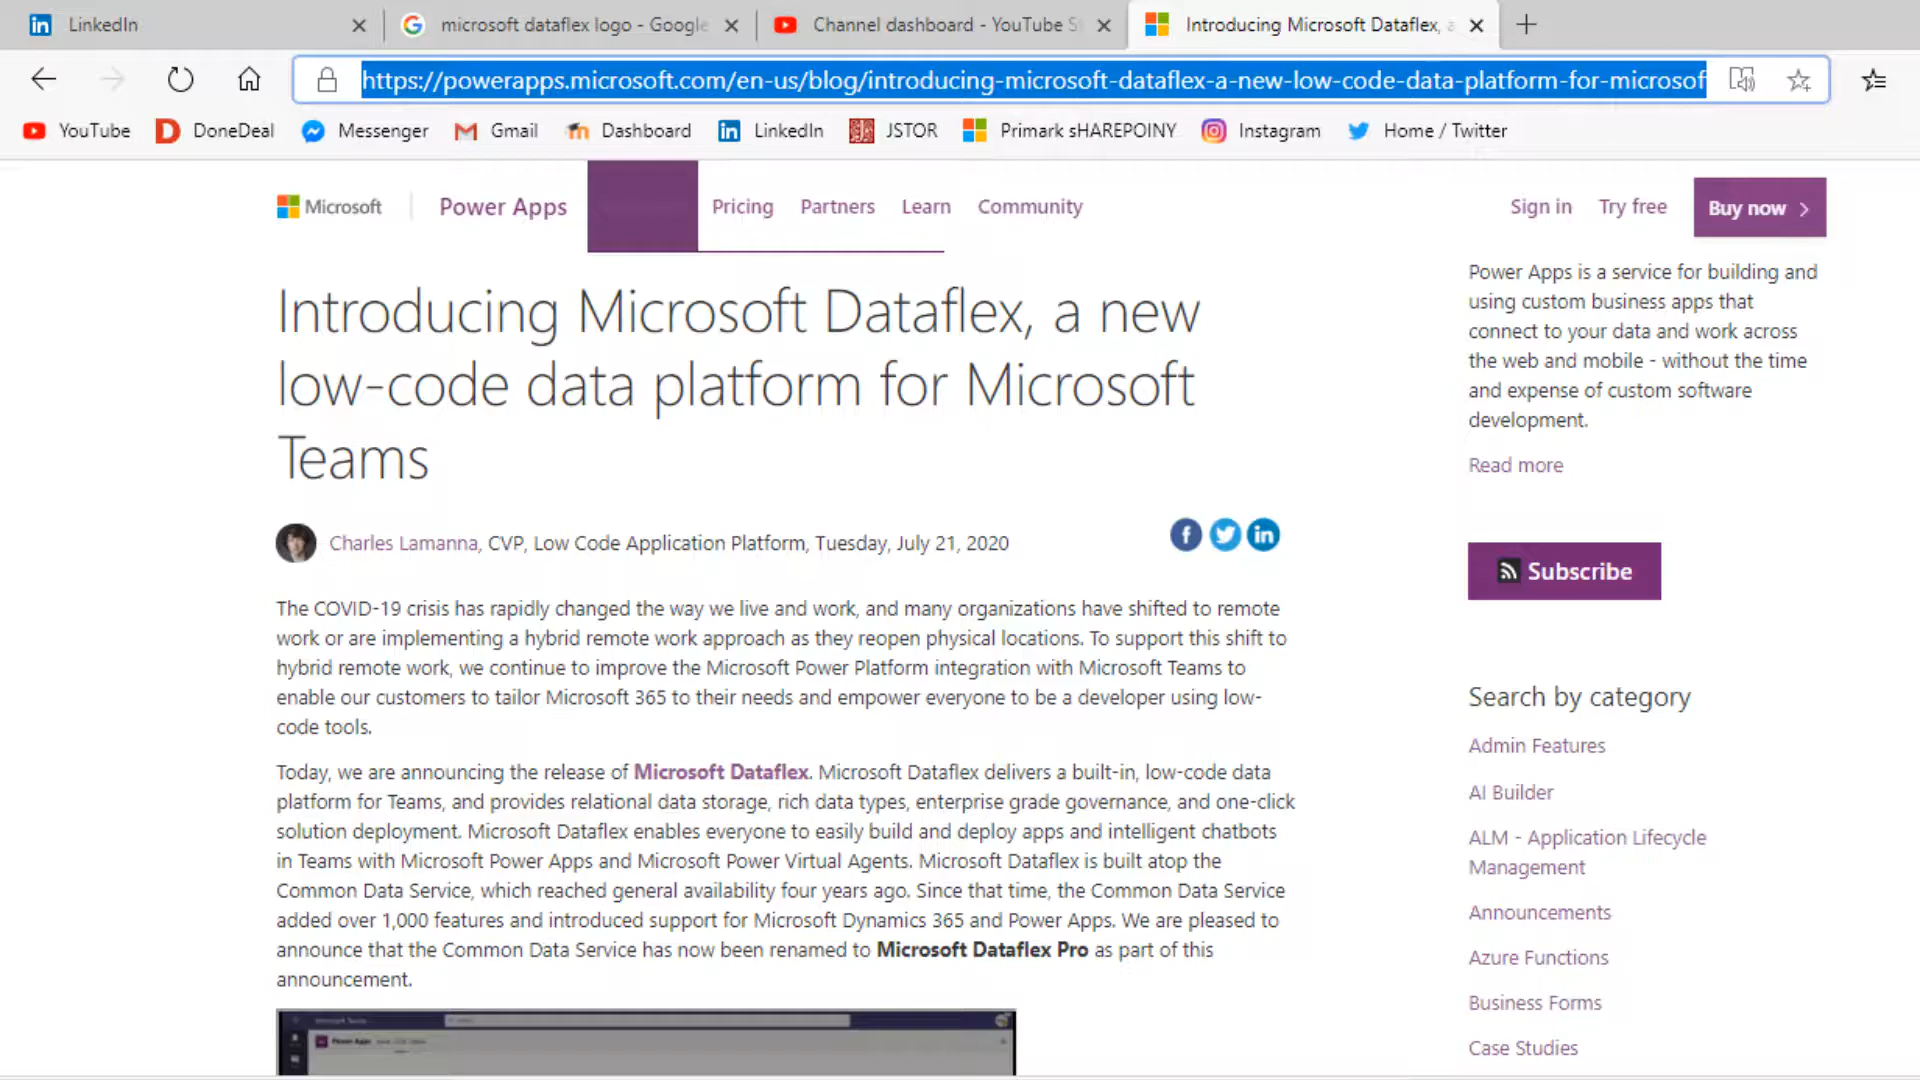 LinkedIn
microsoft dataflex logo - Google
Channel dashboard - YouTube S
Introducing Microsoft Dataflex, a
https://powerapps.microsoft.com/en-us/blog/introducing-microsoft-dataflex-a-new-low-code-data-platform-for-microsof
YouTube
DoneDeal
Messenger
Gmail
Dashboard
LinkedIn
JSTOR
Primark sHAREPOINY
Instagram
Home / Twitter
Microsoft
Power Apps
Pricing
Partners
Learn
Community
Sign in
Try free
Buy now
Introducing Microsoft Dataflex, a new
low-code data platform for Microsoft
Teams
Charles Lamanna, CVP, Low Code Application Platform, Tuesday, July 21, 2020
The COVID-19 crisis has rapidly changed the way we live and work, and many organizations have shifted to remote
work or are implementing a hybrid remote work approach as they reopen physical locations. To support this shift to
hybrid remote work, we continue to improve the Microsoft Power Platform integration with Microsoft Teams to
enable our customers to tailor Microsoft 365 to their needs and empower everyone to be a developer using low-
code tools.
Today, we are announcing the release of Microsoft Dataflex. Microsoft Dataflex delivers a built-in, low-code data
platform for Teams, and provides relational data storage, rich data types, enterprise grade governance, and one-click
solution deployment. Microsoft Dataflex enables everyone to easily build and deploy apps and intelligent chatbots
in Teams with Microsoft Power Apps and Microsoft Power Virtual Agents. Microsoft Dataflex is built atop the
Common Data Service, which reached general availability four years ago. Since that time, the Common Data Service
added over 1,000 features and introduced support for Microsoft Dynamics 365 and Power Apps. We are pleased to
announce that the Common Data Service has now been renamed to Microsoft Dataflex Pro as part of this
announcement.
Power Apps
Power Apps is a service for building and
using custom business apps that
connect to your data and work across
the web and mobile - without the time
and expense of custom software
development.
Read more
Subscribe
Search by category
Admin Features
AI Builder
ALM - Application Lifecycle
Management
Announcements
Azure Functions
Business Forms
Case Studies